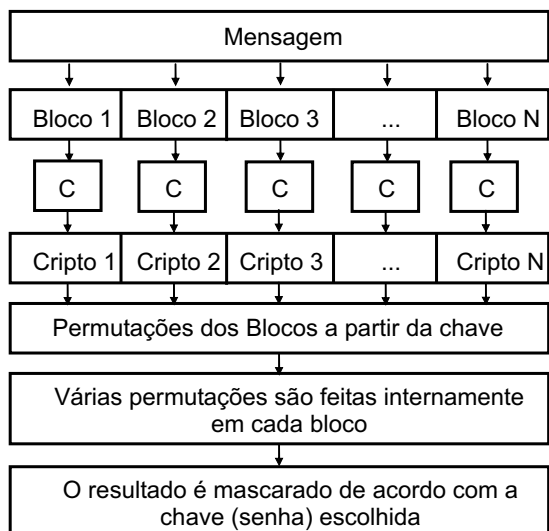 Mensagem
Bloco 1 Bloco 2 Bloco 3 ... Bloco N
C C C C C
Cripto 1 Cripto 2 Cripto 3 ... Cripto N
Permutações dos Blocos a partir da chave
Várias permutações são feitas internamente
em cada bloco
O resultado é mascarado de acordo com a
chave (senha) escolhida